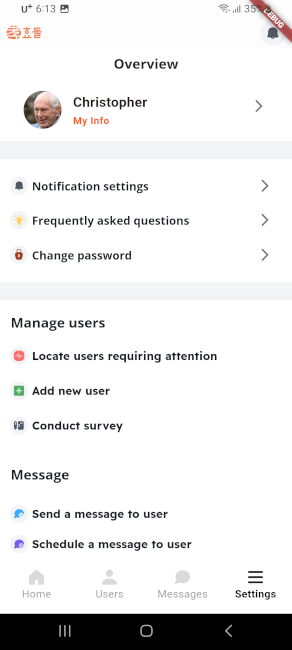 U+ 6:13
35%
DEBUG
효돌
Overview
Christopher
My Info
Notification settings
Frequently asked questions
Change password
Manage users
Locate users requiring attention
Add new user
Conduct survey
Message
Send a message to user
Schedule a message to user
Home Users Messages Settings